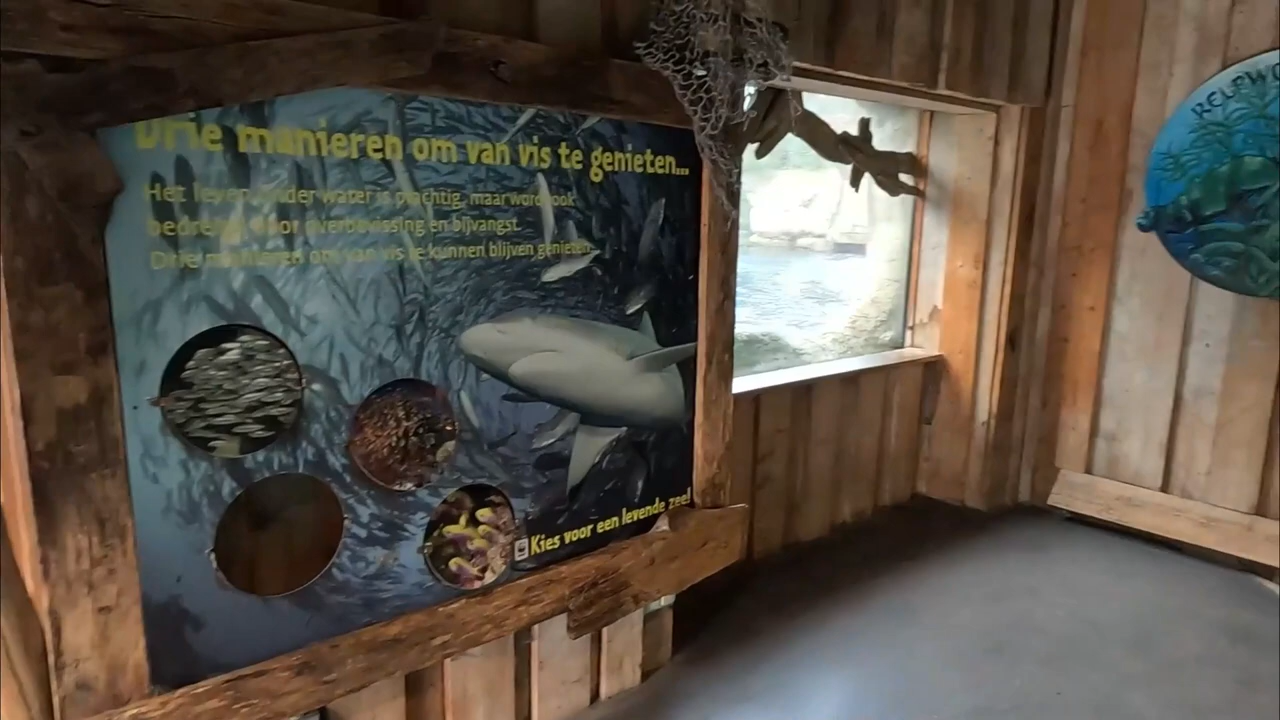 Drie manieren om van vis te genieten...
Het leven onder water is prachtig, maar wordt ook
bedreigd door overbevissing en bijvangst.
Drie manieren om van vis te kunnen blijven genieten.
Kies voor een levende zee!